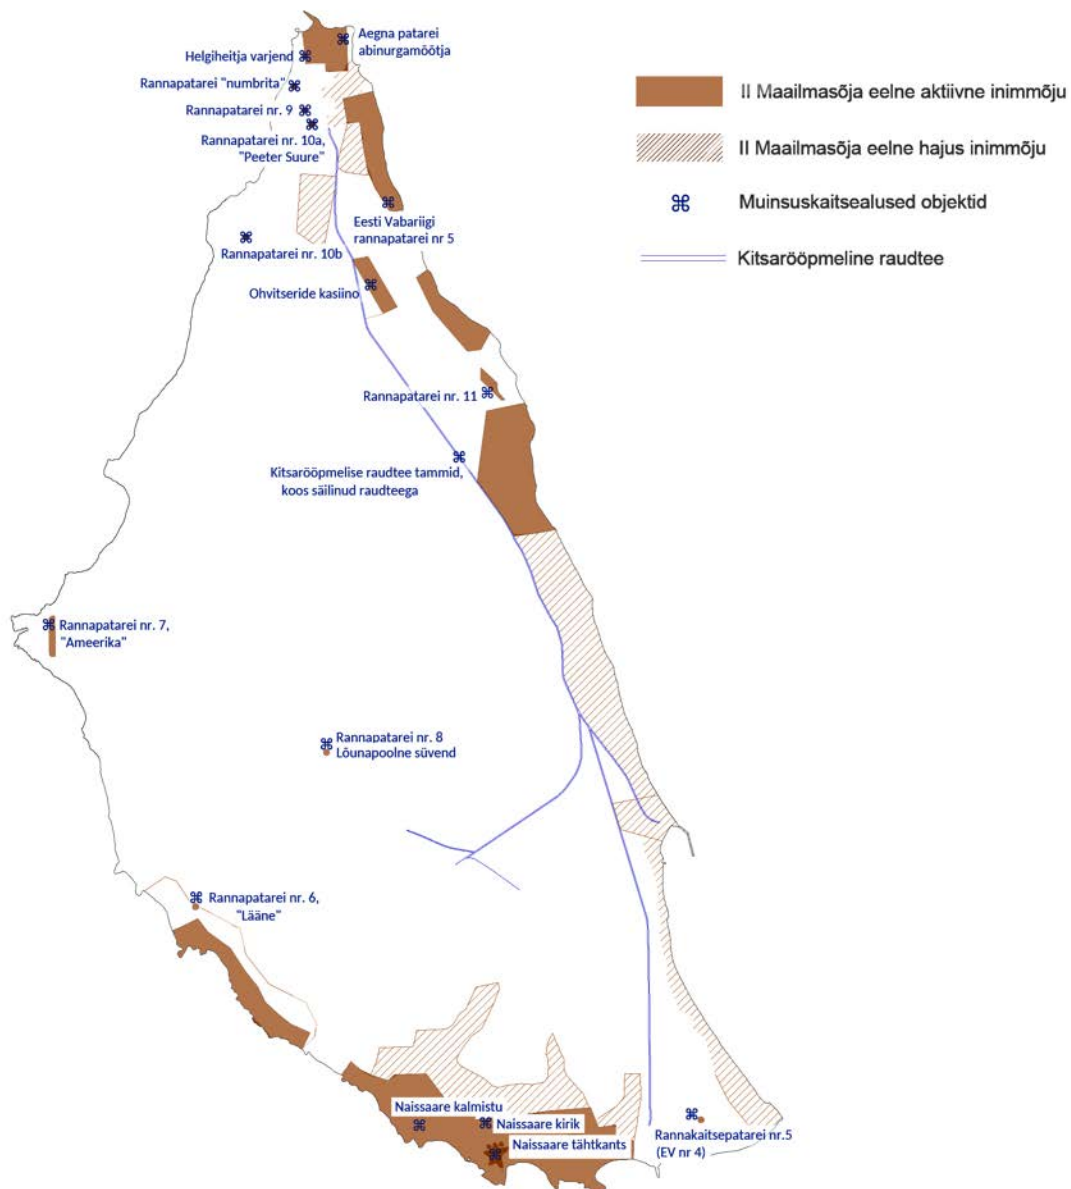 Aegna patarei
abinurgamõõtja
Helgiheitja varjend
Rannapatarei "numbrita"
Rannapatarei nr. 9
Rannapatarei nr. 10a,
"Peeter Suure"
II Maailmasõja eelne aktiivne inimmõju
II Maailmasõja eelne hajus inimmõju
Muinsuskaitsealused objektid
Kitsarööpmeline raudtee
Eesti Vabariigi
rannapatarei nr 5
Rannapatarei nr. 10b
Ohvitseride kasiino
Rannapatarei nr. 11
Kitsarööpmelise raudtee tammid,
koos säilinud raudteega
Rannapatarei nr. 7,
"Ameerika"
Rannapatarei nr. 8
Lõunapoolne süvend
Rannapatarei nr. 6,
"Lääne"
Naissaare kalmistu
Naissaare kirik
Naissaare tähtkants
Rannakaitsepatarei nr.5
(EV nr 4)